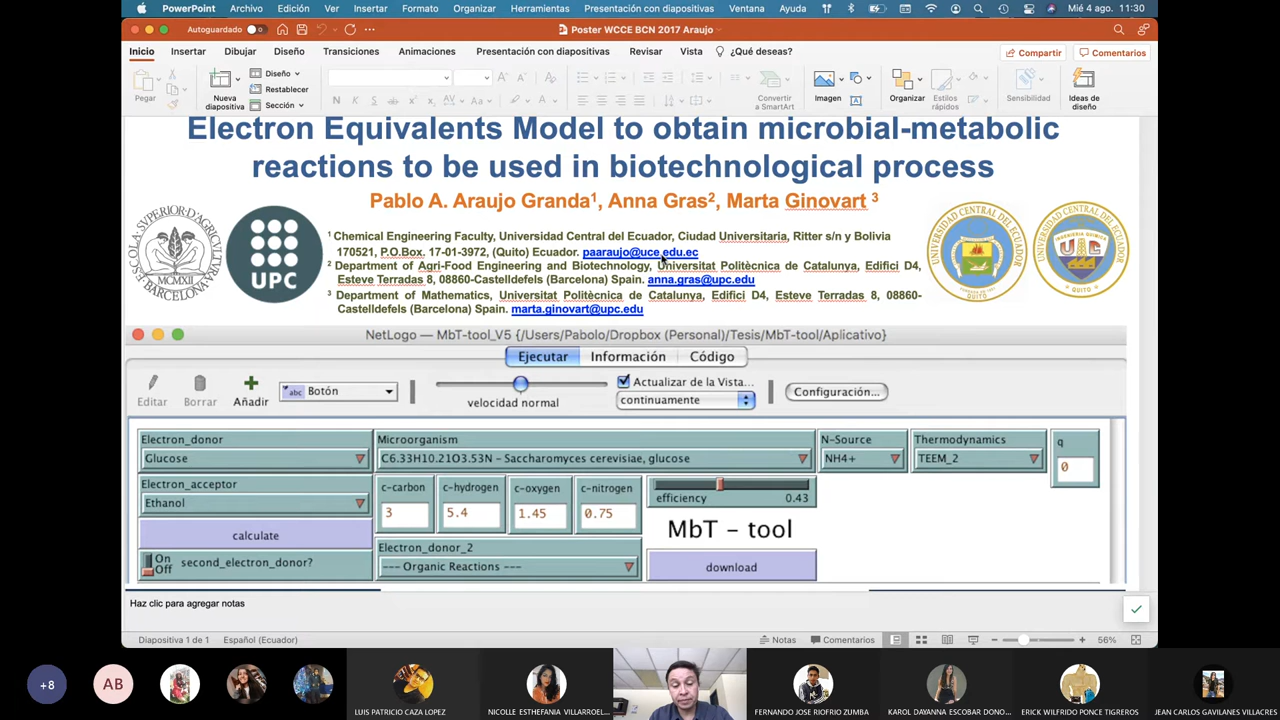 PowerPoint Archivo Edición Ver Insertar Formato Organizar Herramientas Presentación con diapositivas Ventana Ayuda Mié 4 ago. 11:30
Autoguardado Poster WCCE BCN 2017 Araujo
Inicio Insertar Dibujar Diseño Transiciones Animaciones Presentación con diapositivas Revisar Vista ¿Qué deseas? Compartir Comentarios
Pegar Nueva diapositiva Diseño Restablecer Sección N K S Convertir a SmartArt Imagen Organizar Estilos rápidos Sensibilidad Ideas de diseño
Electron Equivalents Model to obtain microbial-metabolic
reactions to be used in biotechnological process
Pablo A. Araujo Granda1, Anna Gras2, Marta Ginovart 3
1 Chemical Engineering Faculty, Universidad Central del Ecuador, Ciudad Universitaria, Ritter s/n y Bolivia
170521, P.O.Box. 17-01-3972, (Quito) Ecuador. paaraujo@uce.edu.ec
2 Department of Agri-Food Engineering and Biotechnology, Universitat Politècnica de Catalunya, Edifici D4,
Esteve Terradas 8, 08860-Castelldefels (Barcelona) Spain. anna.gras@upc.edu
3 Department of Mathematics, Universitat Politècnica de Catalunya, Edifici D4, Esteve Terradas 8, 08860-
Castelldefels (Barcelona) Spain. marta.ginovart@upc.edu
UPC
NetLogo — MbT-tool_V5 {/Users/Pabolo/Dropbox (Personal)/Tesis/MbT-tool/Aplicativo}
Ejecutar Información Código
Editar Borrar Añadir abc Botón velocidad normal Actualizar de la Vista... continuamente Configuración...
Electron_donor Microorganism N-Source Thermodynamics q
Glucose C6.33H10.21O3.53N - Saccharomyces cerevisiae, glucose NH4+ TEEM_2 0
Electron_acceptor c-carbon c-hydrogen c-oxygen c-nitrogen efficiency 0.43
Ethanol 3 5.4 1.45 0.75
calculate MbT - tool
On Off second_electron_donor? Electron_donor_2
--- Organic Reactions --- download
Haz clic para agregar notas
Diapositiva 1 de 1 Español (Ecuador) Notas Comentarios 56%
+8 AB
LUIS PATRICIO CAZA LOPEZ NICOLLE ESTHEFANIA VILLARROEL... FERNANDO JOSE RIOFRIO ZUMBA KAROL DAYANNA ESCOBAR DONO... ERICK WILFRIDO PONCE TIGREROS JEAN CARLOS GAVILANES VILLACRES